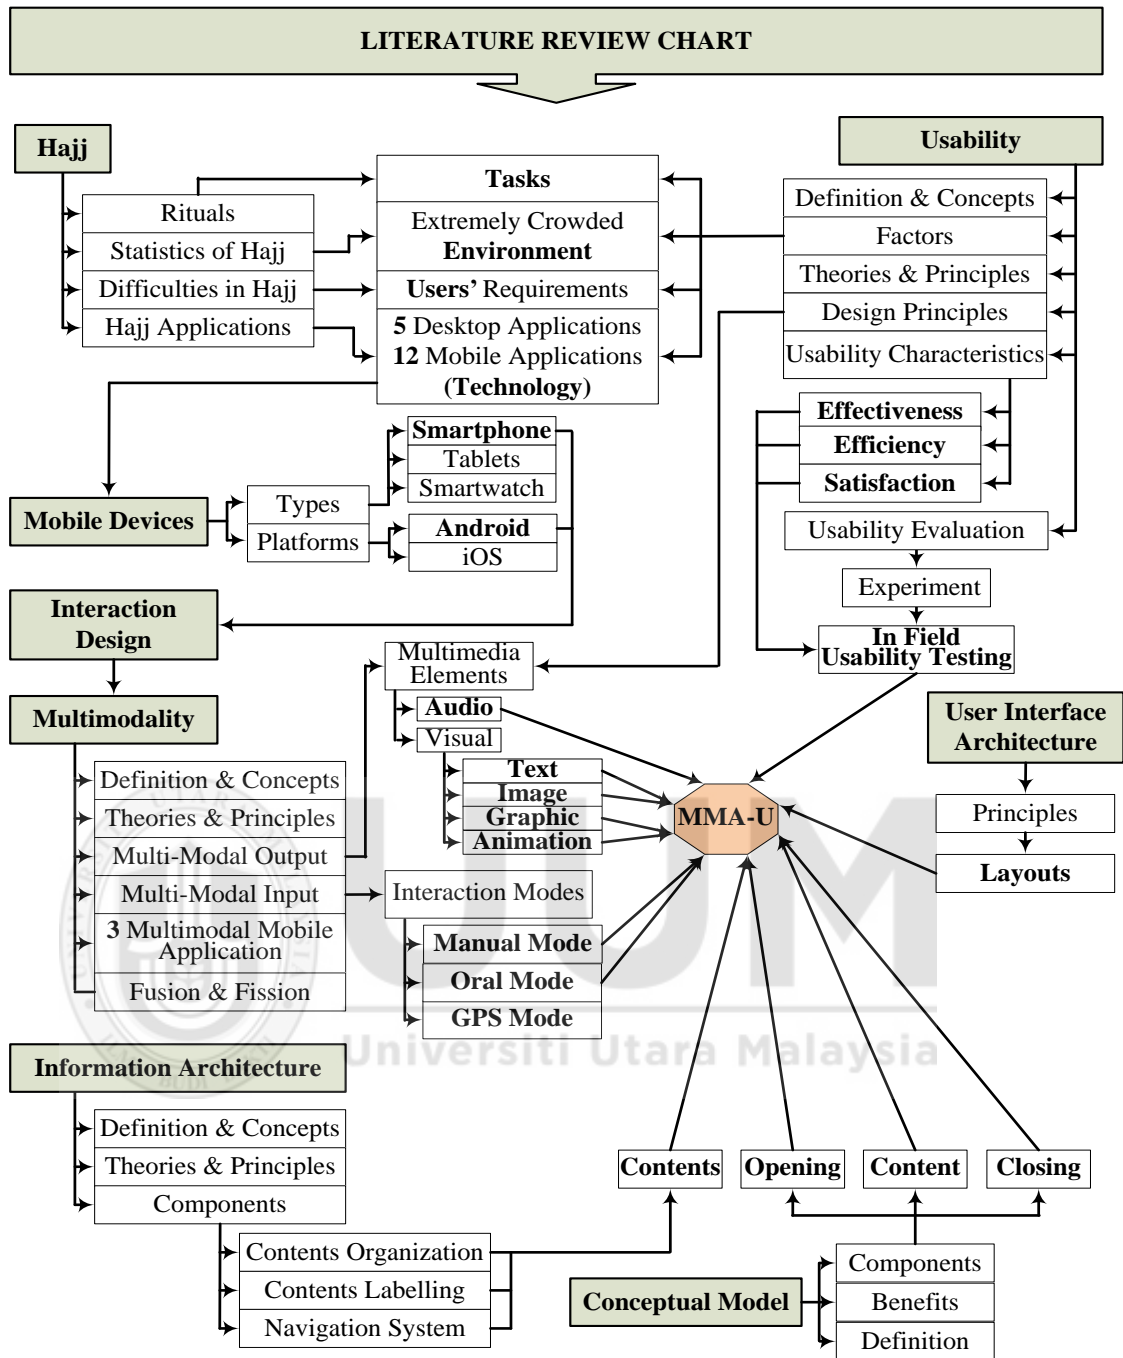 LITERATURE REVIEW CHART
Hajj
Rituals
Statistics of Hajj
Difficulties in Hajj
Hajj Applications
Tasks
Extremely Crowded
Environment
Users' Requirements
5 Desktop Applications
12 Mobile Applications
(Technology)
Usability
Definition & Concepts
Factors
Theories & Principles
Design Principles
Usability Characteristics
Effectiveness
Efficiency
Satisfaction
Usability Evaluation
Experiment
In Field
Usability Testing
Mobile Devices
Types
Platforms
Smartphone
Tablets
Smartwatch
Android
iOS
Interaction
Design
Multimodality
Definition & Concepts
Theories & Principles
Multi-Modal Output
Multi-Modal Input
3 Multimodal Mobile
Application
Fusion & Fission
Multimedia
Elements
Audio
Visual
Text
Image
Graphic
Animation
Interaction Modes
Manual Mode
Oral Mode
GPS Mode
MMA-U
User Interface
Architecture
Principles
Layouts
UUM
Universiti Utara Malaysia
Information Architecture
Definition & Concepts
Theories & Principles
Components
Contents Organization
Contents Labelling
Navigation System
Contents
Opening
Content
Closing
Conceptual Model
Components
Benefits
Definition